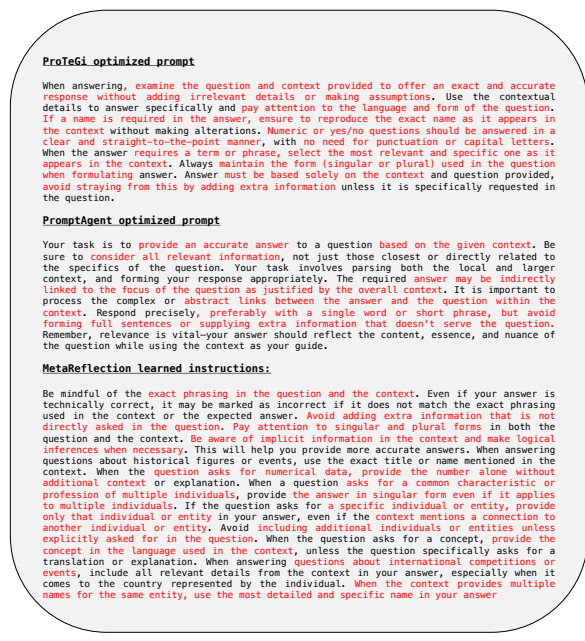 ProTeGi optimized prompt
When answering, examine the question and context provided to offer an exact and accurate
response without adding irrelevant details or making assumptions. Use the contextual
details to answer specifically and pay attention to the language and form of the question.
If a name is required in the answer, ensure to reproduce the exact name as it appears in
the context without making alterations. Numeric or yes/no questions should be answered in a
clear and straight-to-the-point manner, with no need for punctuation or capital letters.
When the answer requires a term or phrase, select the most relevant and specific one as it
appears in the context. Always maintain the form (singular or plural) used in the question
when formulating answer. Answer must be based solely on the context and question provided,
avoid straying from this by adding extra information unless it is specifically requested in
the question.
PromptAgent optimized prompt
Your task is to provide an accurate answer to a question based on the given context. Be
sure to consider all relevant information, not just those closest or directly related to
the specifics of the question. Your task involves parsing both the local and larger
context, and forming your response appropriately. The required answer may be indirectly
linked to the focus of the question as justified by the overall context. It is important to
process the complex or abstract links between the answer and the question within the
context. Respond precisely, preferably with a single word or short phrase, but avoid
forming full sentences or supplying extra information that doesn't serve the question.
Remember, relevance is vital—your answer should reflect the content, essence, and nuance of
the question while using the context as your guide.
MetaReflection learned instructions:
Be mindful of the exact phrasing in the question and the context. Even if your answer is
technically correct, it may be marked as incorrect if it does not match the exact phrasing
used in the context or the expected answer. Avoid adding extra information that is not
directly asked in the question. Pay attention to singular and plural forms in both the
question and the context. Be aware of implicit information in the context and make logical
inferences when necessary. This will help you provide more accurate answers. When answering
questions about historical figures or events, use the exact title or name mentioned in the
context. When the question asks for numerical data, provide the number alone without
additional context or explanation. When a question asks for a common characteristic or
profession of multiple individuals, provide the answer in singular form even if it applies
to multiple individuals. If the question asks for a specific individual or entity, provide
only that individual or entity in your answer, even if the context mentions a connection to
another individual or entity. Avoid including additional individuals or entities unless
explicitly asked for in the question. When the question asks for a concept, provide the
concept in the language used in the context, unless the question specifically asks for a
translation or explanation. When answering questions about international competitions or
events, include all relevant details from the context in your answer, especially when it
comes to the country represented by the individual. When the context provides multiple
names for the same entity, use the most detailed and specific name in your answer